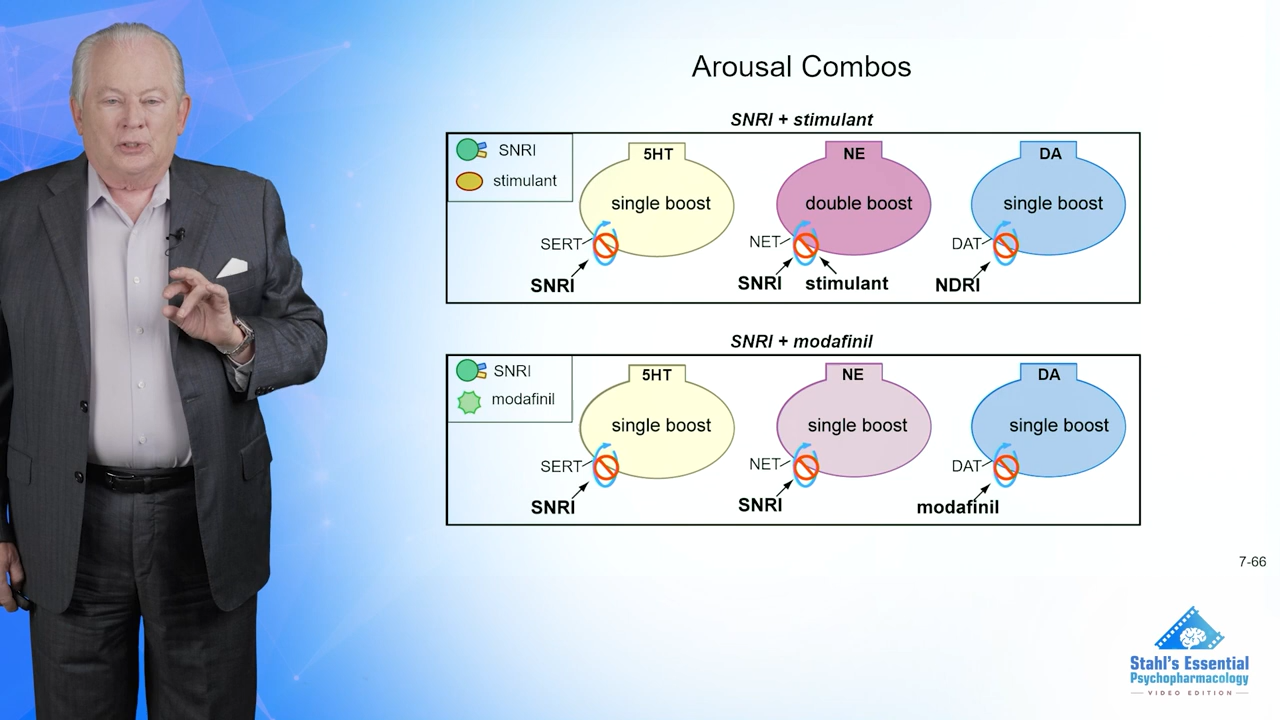 Arousal Combos
SNRI + stimulant
SNRI
stimulant
5HT
single boost
SERT
SNRI
NE
double boost
NET
SNRI stimulant
DA
single boost
DAT
NDRI
SNRI + modafinil
SNRI
modafinil
5HT
single boost
SERT
SNRI
NE
single boost
NET
SNRI
DA
single boost
DAT
modafinil
7-66
Stahl's Essential
Psychopharmacology
VIDEO EDITION